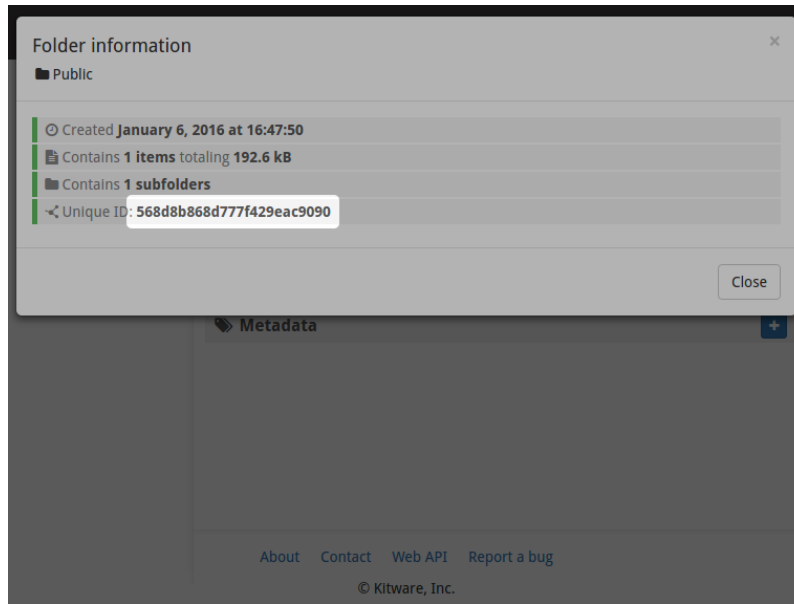 Folder information
×
Public
Created January 6, 2016 at 16:47:50
Contains 1 items totaling 192.6 kB
Contains 1 subfolders
Unique ID: 568d8b868d777f429eac9090
Close
Metadata
+
About Contact Web API Report a bug
© Kitware, Inc.